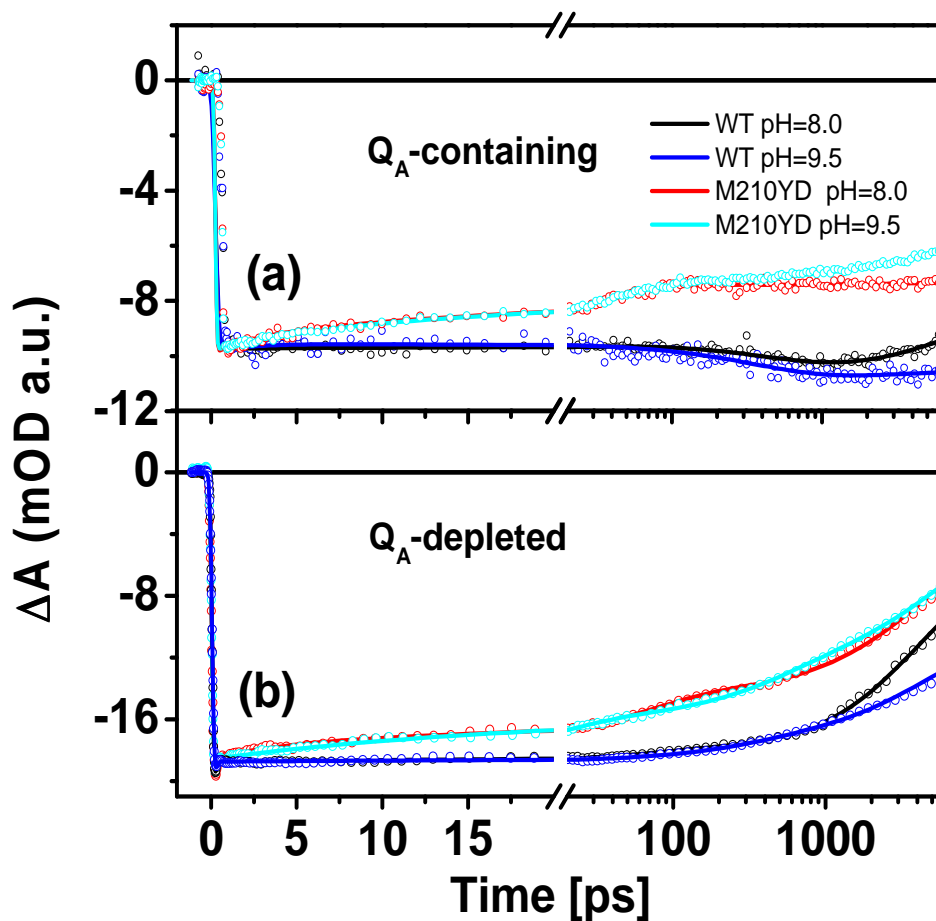 0
-4
-8
-12
Q_A-containing
WT pH=8.0
WT pH=9.5
M210YD pH=8.0
M210YD pH=9.5
(a)
ΔA (mOD a.u.)
0
-8
-16
Q_A-depleted
(b)
0 5 10 15 100 1000
Time [ps]